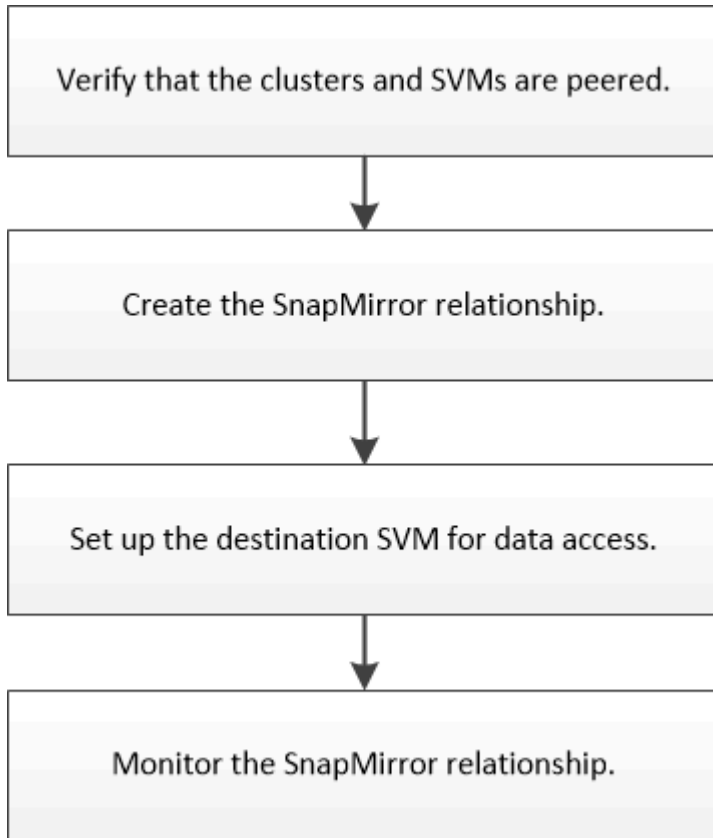 Verify that the clusters and SVMs are peered.
Create the SnapMirror relationship.
Set up the destination SVM for data access.
Monitor the SnapMirror relationship.